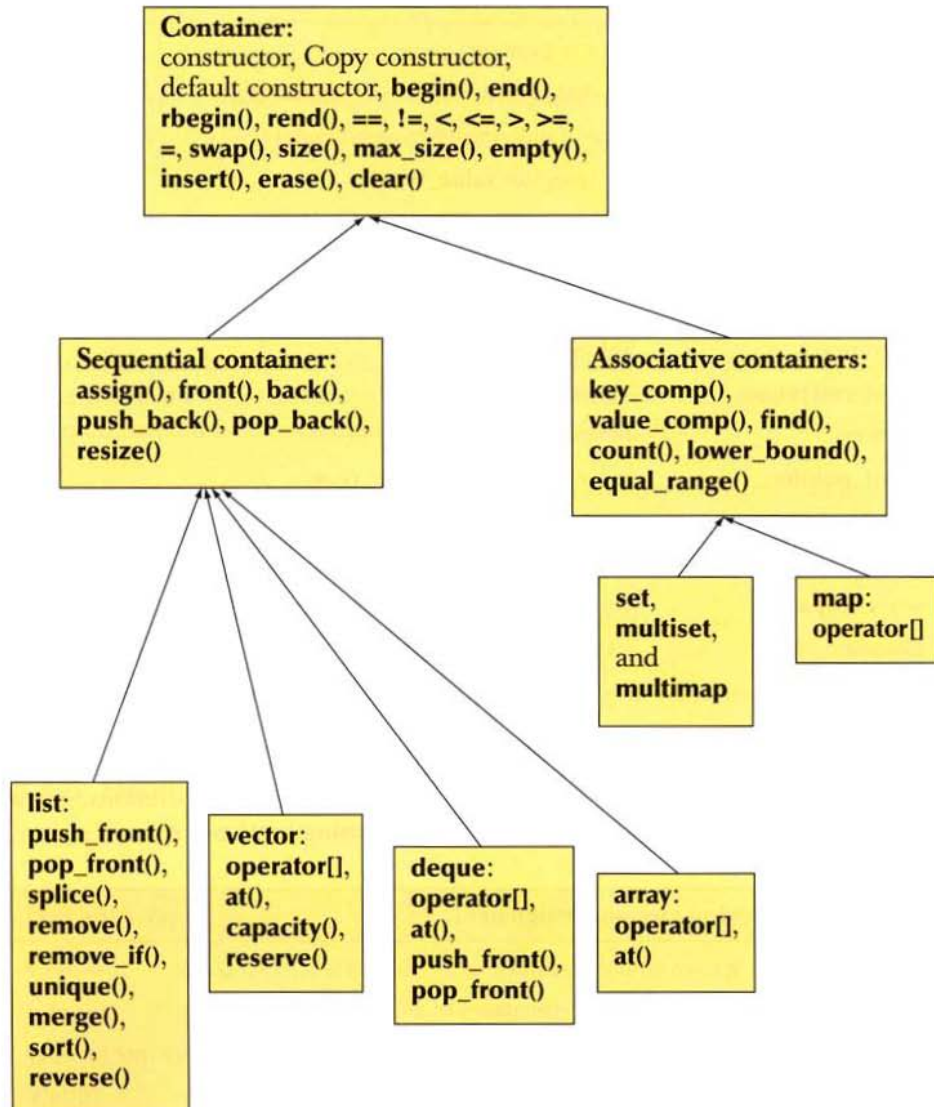 Container:
constructor, Copy constructor,
default constructor, begin(), end(),
rbegin(), rend(), ==, !=, <, <=, >, >=,
=, swap(), size(), max_size(), empty(),
insert(), erase(), clear()
Sequential container:
assign(), front(), back(),
push_back(), pop_back(),
resize()
Associative containers:
key_comp(),
value_comp(), find(),
count(), lower_bound(),
equal_range()
set,
multiset,
and
multimap
map:
operator[]
list:
push_front(),
pop_front(),
splice(),
remove(),
remove_if(),
unique(),
merge(),
sort(),
reverse()
vector:
operator[],
at(),
capacity(),
reserve()
deque:
operator[],
at(),
push_front(),
pop_front()
array:
operator[],
at()